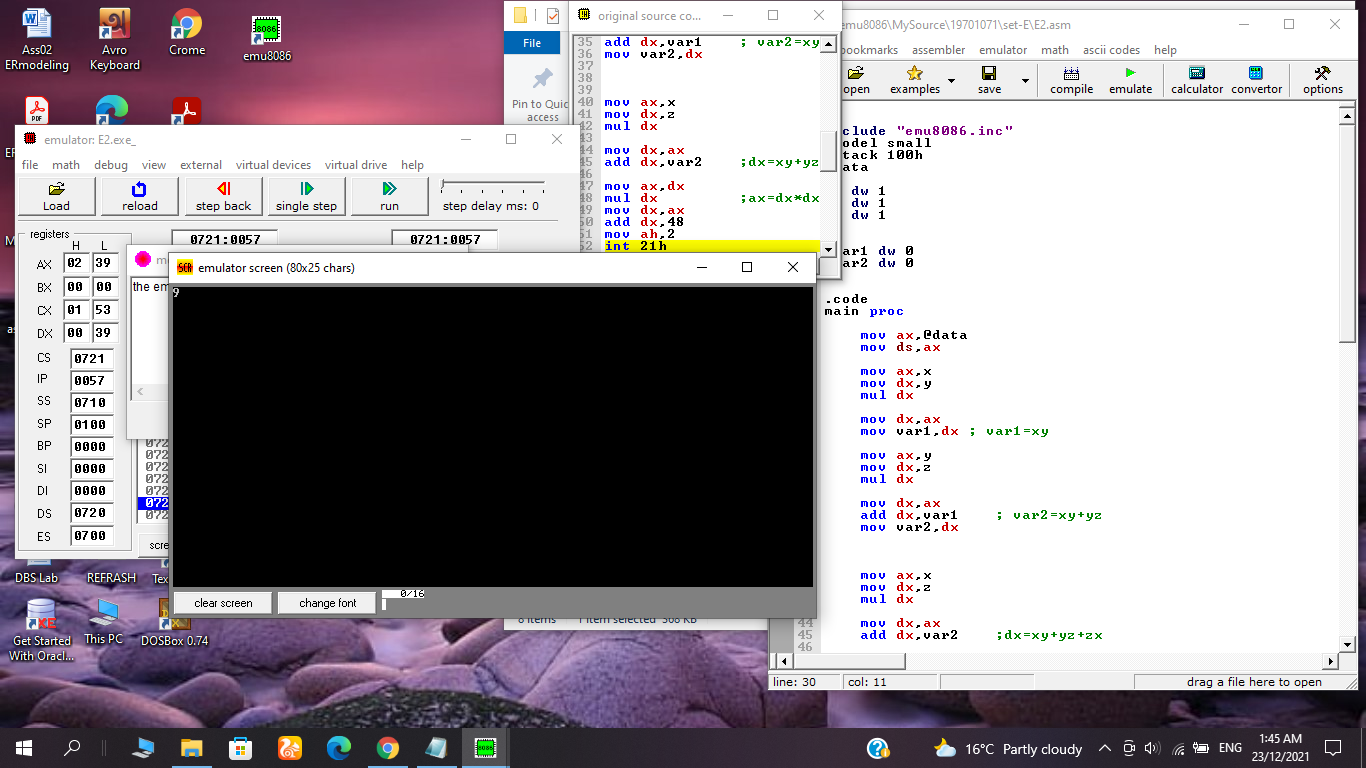 Ass02
ERmodeling
Avro
Keyboard
Crome
emu8086
File
Pin to Quic
access
original source co...
35 add dx,var1 ; var2=xy
36 mov var2,dx
37
38
39
40 mov ax,x
41 mov dx,z
42 mul dx
43
44 mov dx,ax
45 add dx,var2 ;dx=xy+yz
46
47 mov ax,dx
48 mul dx ;ax=dx*dx
49 mov dx,ax
50 add dx,48
51 mov ah,2
52 int 21h
emu8086\MySource\19701071\set-E\E2.asm
bookmarks assembler emulator math ascii codes help
open examples save compile emulate calculator convertor options
clude "emu8086.inc"
odel small
tack 100h
ata
dw 1
dw 1
dw 1
ar1 dw 0
ar2 dw 0
.code
main proc
mov ax,@data
mov ds,ax
mov ax,x
mov dx,y
mul dx
mov dx,ax
mov var1,dx ; var1=xy
mov ax,y
mov dx,z
mul dx
mov dx,ax
add dx,var1 ; var2=xy+yz
mov var2,dx
mov ax,x
mov dx,z
mul dx
44 mov dx,ax
45 add dx,var2 ;dx=xy+yz+zx
46
line: 30 col: 11 drag a file here to open
emulator: E2.exe_
file math debug view external virtual devices virtual drive help
Load reload step back single step run step delay ms: 0
registers
H L
0721:0057 0721:0057
AX 02 39
BX 00 00
CX 01 53
DX 00 39
CS 0721
IP 0057
SS 0710
SP 0100
BP 0000
SI 0000
DI 0000
DS 0720
ES 0700
the em
072
072
072
072
072
072
072
scre
emulator screen (80x25 chars)
9
clear screen change font 0/16
8 items 1 item selected 508 KB
DBS Lab
REFRASH
Tex
Get Started
With Oracl...
This PC
DOSBox 0.74
16°C Partly cloudy
ENG
1:45 AM
23/12/2021